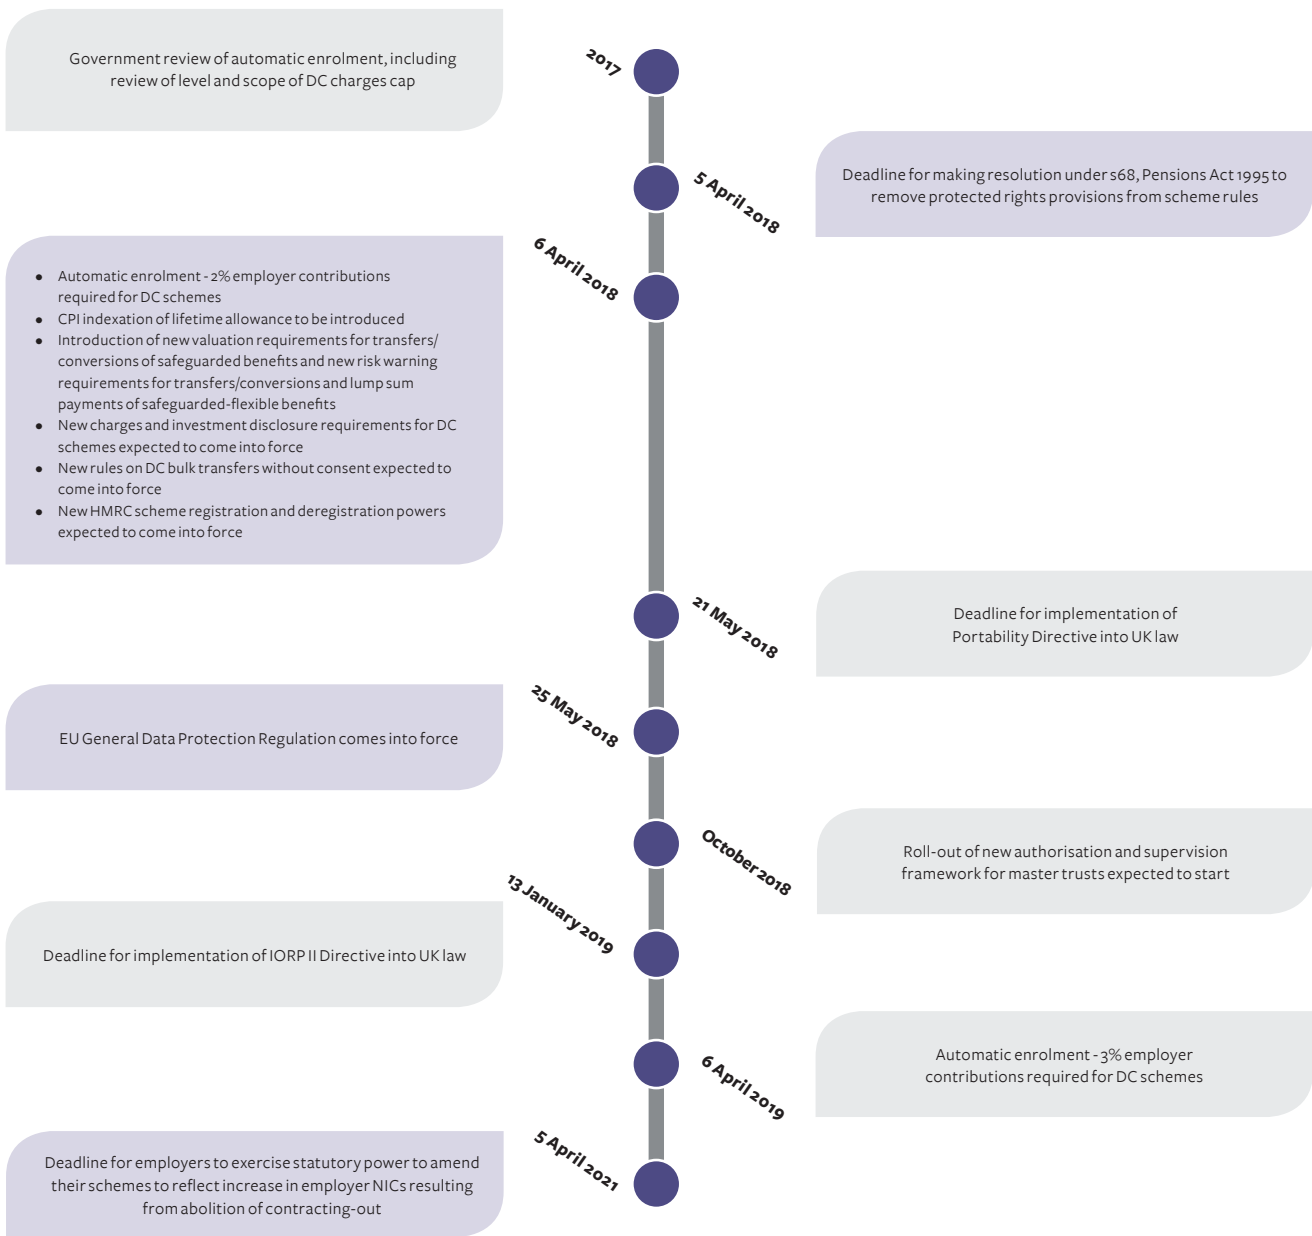 2017
Government review of automatic enrolment, including
review of level and scope of DC charges cap
5 April 2018
Deadline for making resolution under s68, Pensions Act 1995 to
remove protected rights provisions from scheme rules
6 April 2018
● Automatic enrolment - 2% employer contributions
required for DC schemes
● CPI indexation of lifetime allowance to be introduced
● Introduction of new valuation requirements for transfers/
conversions of safeguarded benefits and new risk warning
requirements for transfers/conversions and lump sum
payments of safeguarded-flexible benefits
● New charges and investment disclosure requirements for DC
schemes expected to come into force
● New rules on DC bulk transfers without consent expected to
come into force
● New HMRC scheme registration and deregistration powers
expected to come into force
21 May 2018
Deadline for implementation of
Portability Directive into UK law
25 May 2018
EU General Data Protection Regulation comes into force
October 2018
Roll-out of new authorisation and supervision
framework for master trusts expected to start
13 January 2019
Deadline for implementation of IORP II Directive into UK law
6 April 2019
Automatic enrolment - 3% employer
contributions required for DC schemes
5 April 2021
Deadline for employers to exercise statutory power to amend
their schemes to reflect increase in employer NICs resulting
from abolition of contracting-out